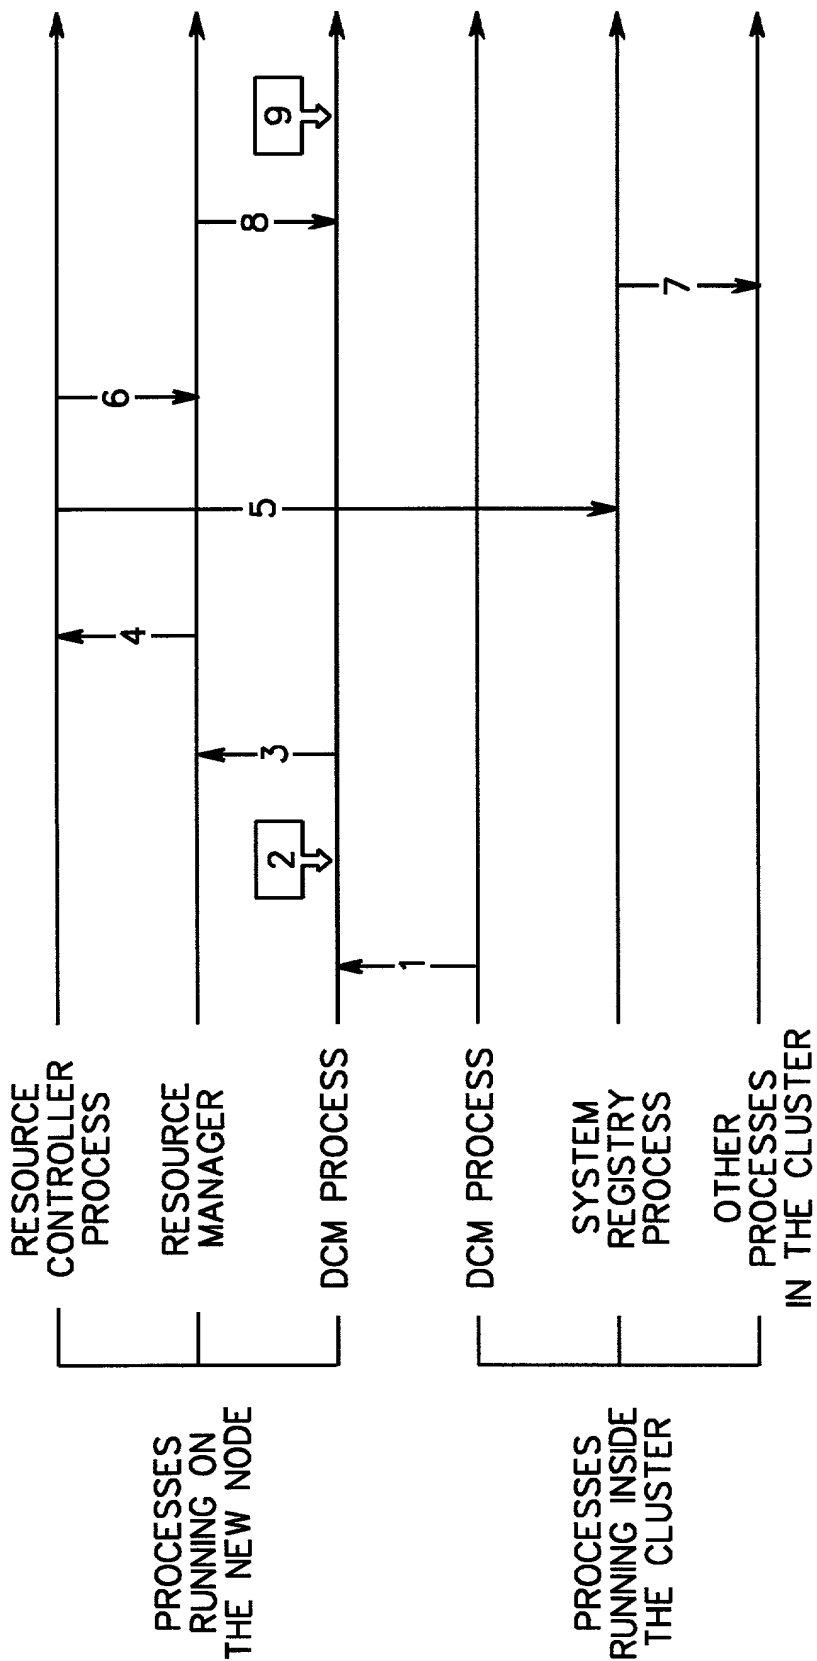 PROCESSES
RUNNING ON
THE NEW NODE
RESOURCE
CONTROLLER
PROCESS
RESOURCE
MANAGER
DCM PROCESS
PROCESSES
RUNNING INSIDE
THE CLUSTER
DCM PROCESS
SYSTEM
REGISTRY
PROCESS
OTHER
PROCESSES
IN THE CLUSTER
1
2
3
4
5
6
7
8
9